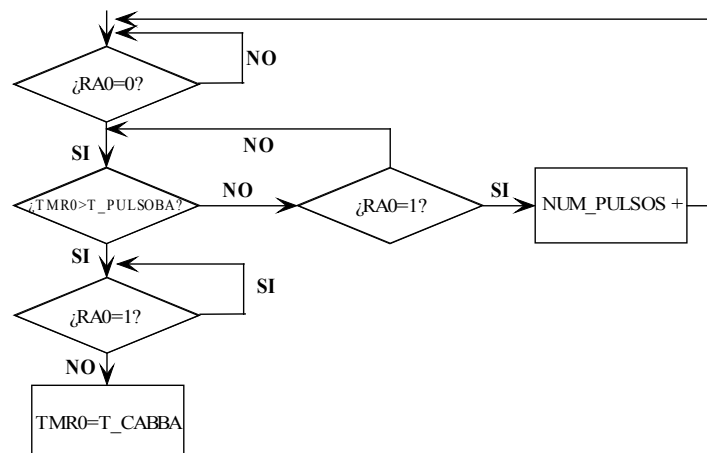 NO
¿RA0=0?
NO
SI
¿TMR0>T_PULSOBA?
NO
¿RA0=1?
SI
NUM_PULSOS +
SI
SI
¿RA0=1?
NO
TMR0=T_CABBA